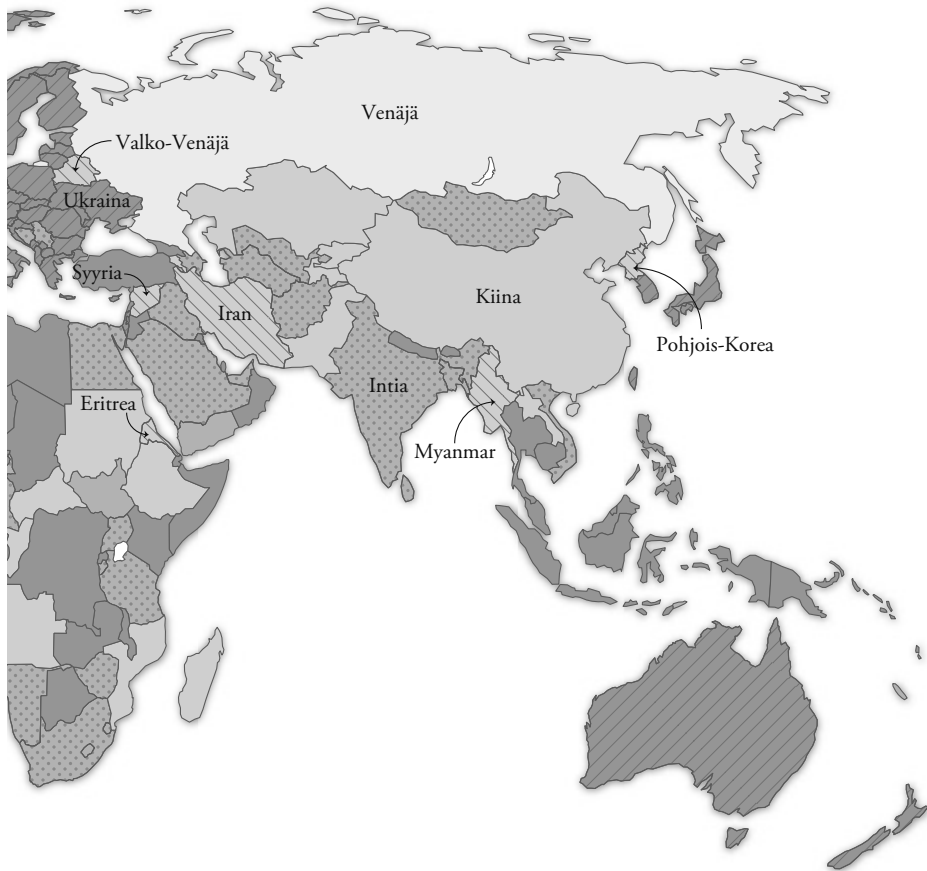 Venäjä
Valko-Venäjä
Ukraina
Syyria
Iran
Kiina
Pohjois-Korea
Intia
Eritrea
Myanmar